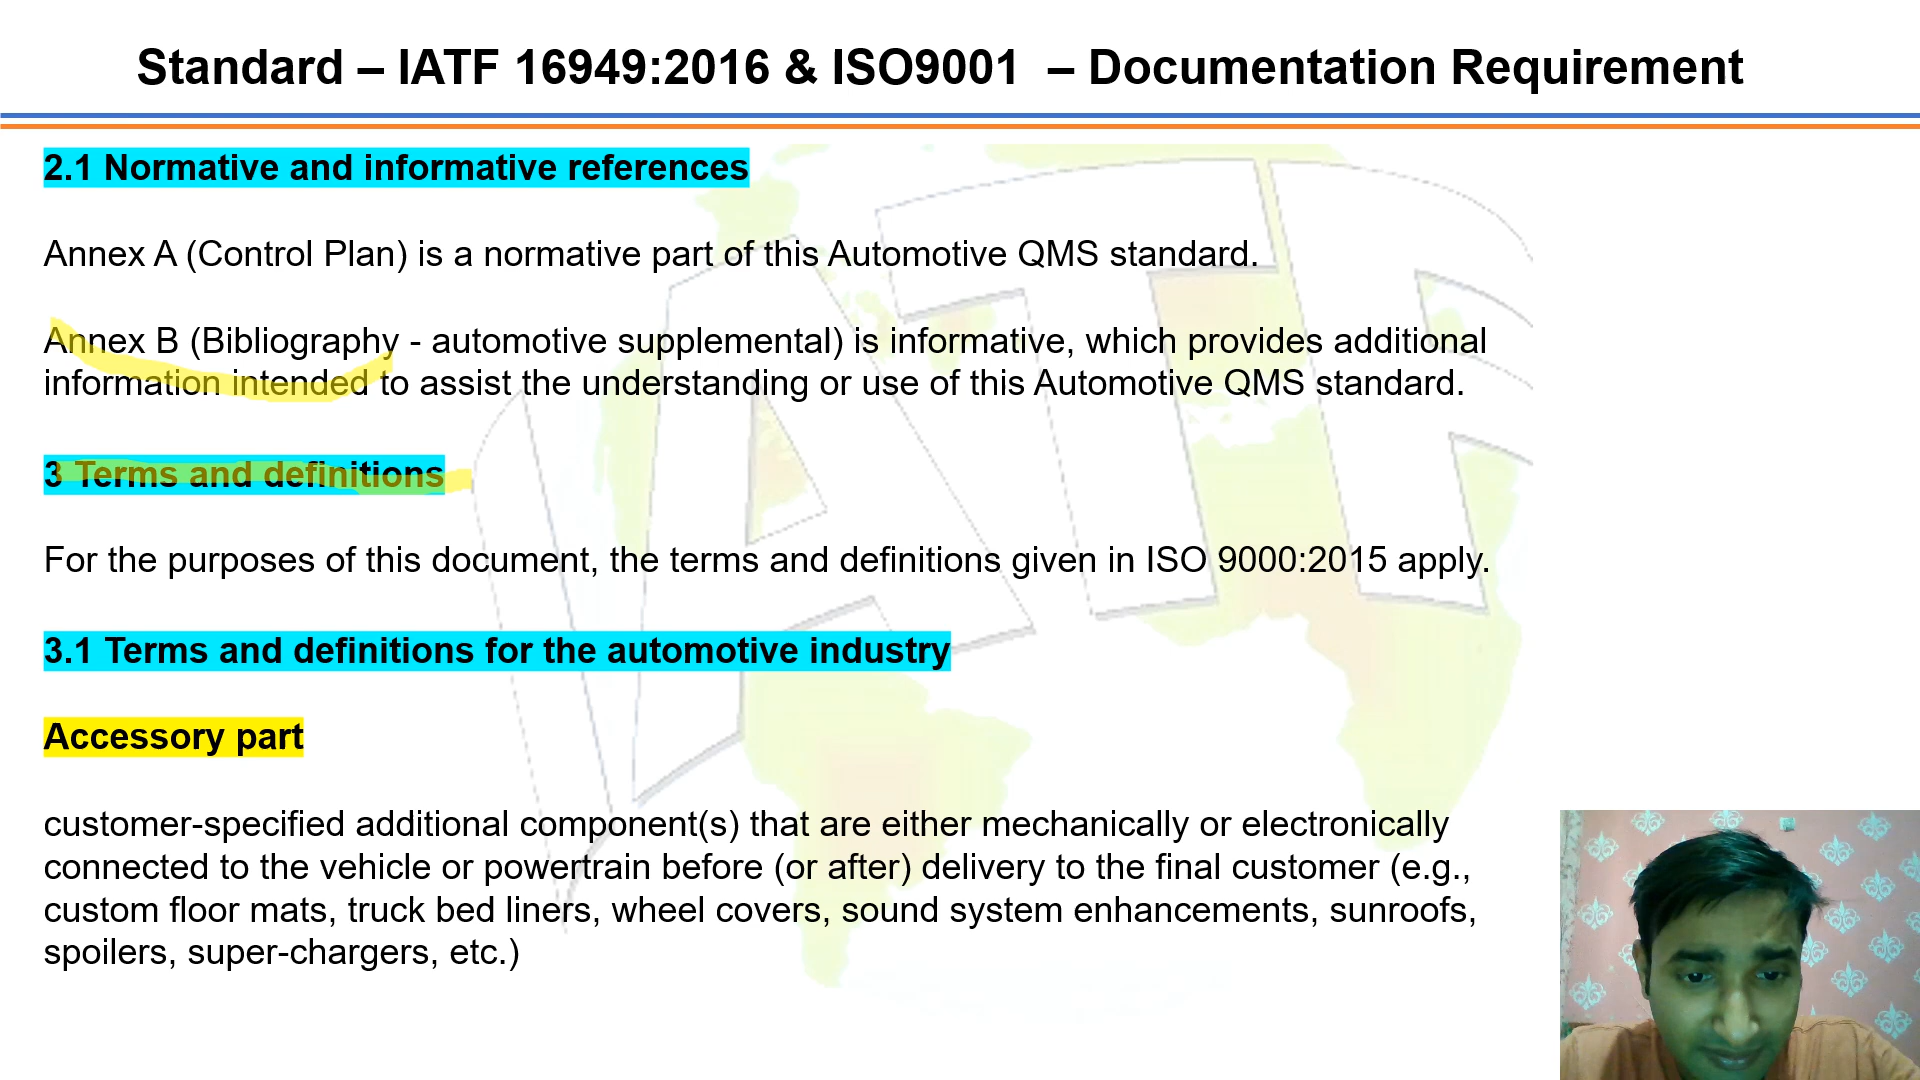 Standard – IATF 16949:2016 & ISO9001 – Documentation Requirement
2.1 Normative and informative references
Annex A (Control Plan) is a normative part of this Automotive QMS standard.
Annex B (Bibliography - automotive supplemental) is informative, which provides additional
information intended to assist the understanding or use of this Automotive QMS standard.
3 Terms and definitions
For the purposes of this document, the terms and definitions given in ISO 9000:2015 apply.
3.1 Terms and definitions for the automotive industry
Accessory part
customer-specified additional component(s) that are either mechanically or electronically
connected to the vehicle or powertrain before (or after) delivery to the final customer (e.g.,
custom floor mats, truck bed liners, wheel covers, sound system enhancements, sunroofs,
spoilers, super-chargers, etc.)
IATF